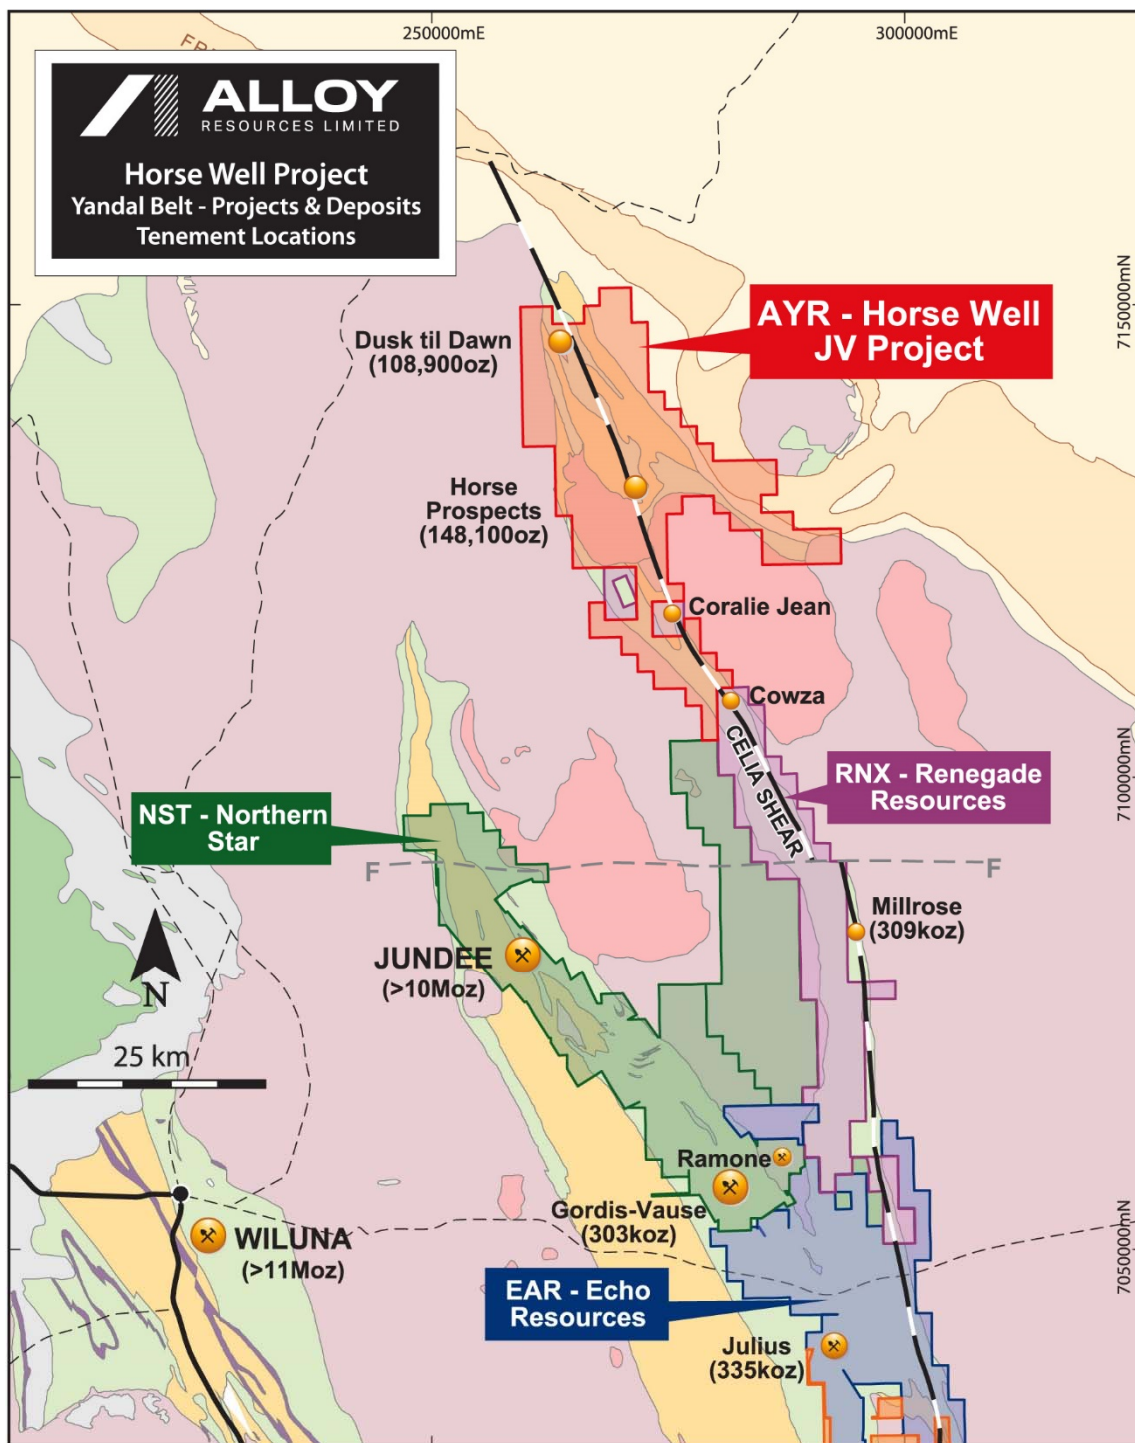 250000mE
300000mE
FR
ALLOY
RESOURCES LIMITED
Horse Well Project
Yandal Belt - Projects & Deposits
Tenement Locations
7150000mN
AYR - Horse Well
JV Project
Dusk til Dawn
(108,900oz)
Horse
Prospects
(148,100oz)
Coralie Jean
Cowza
CELIA SHEAR
RNX - Renegade
Resources
7100000mN
NST - Northern
Star
F
F
Millrose
(309koz)
JUNDEE
(>10Moz)
N
25 km
Ramone
Gordis-Vause
(303koz)
WILUNA
(>11Moz)
7050000mN
EAR - Echo
Resources
Julius
(335koz)